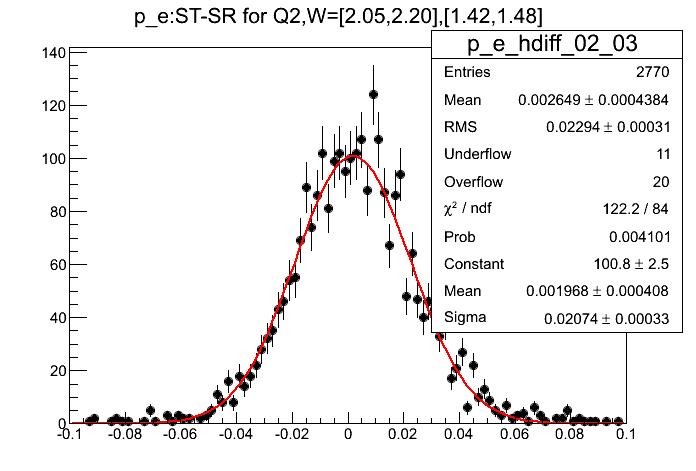 p_e:ST-SR for Q2,W=[2.05,2.20],[1.42,1.48]
p_e_hdiff_02_03
Entries 2770
Mean 0.002649 ± 0.0004384
RMS 0.02294 ± 0.00031
Underflow 11
Overflow 20
χ² / ndf 122.2 / 84
Prob 0.004101
Constant 100.8 ± 2.5
Mean 0.001968 ± 0.000408
Sigma 0.02074 ± 0.00033
140
120
100
80
60
40
20
0
-0.1 -0.08 -0.06 -0.04 -0.02 0 0.02 0.04 0.06 0.08 0.1